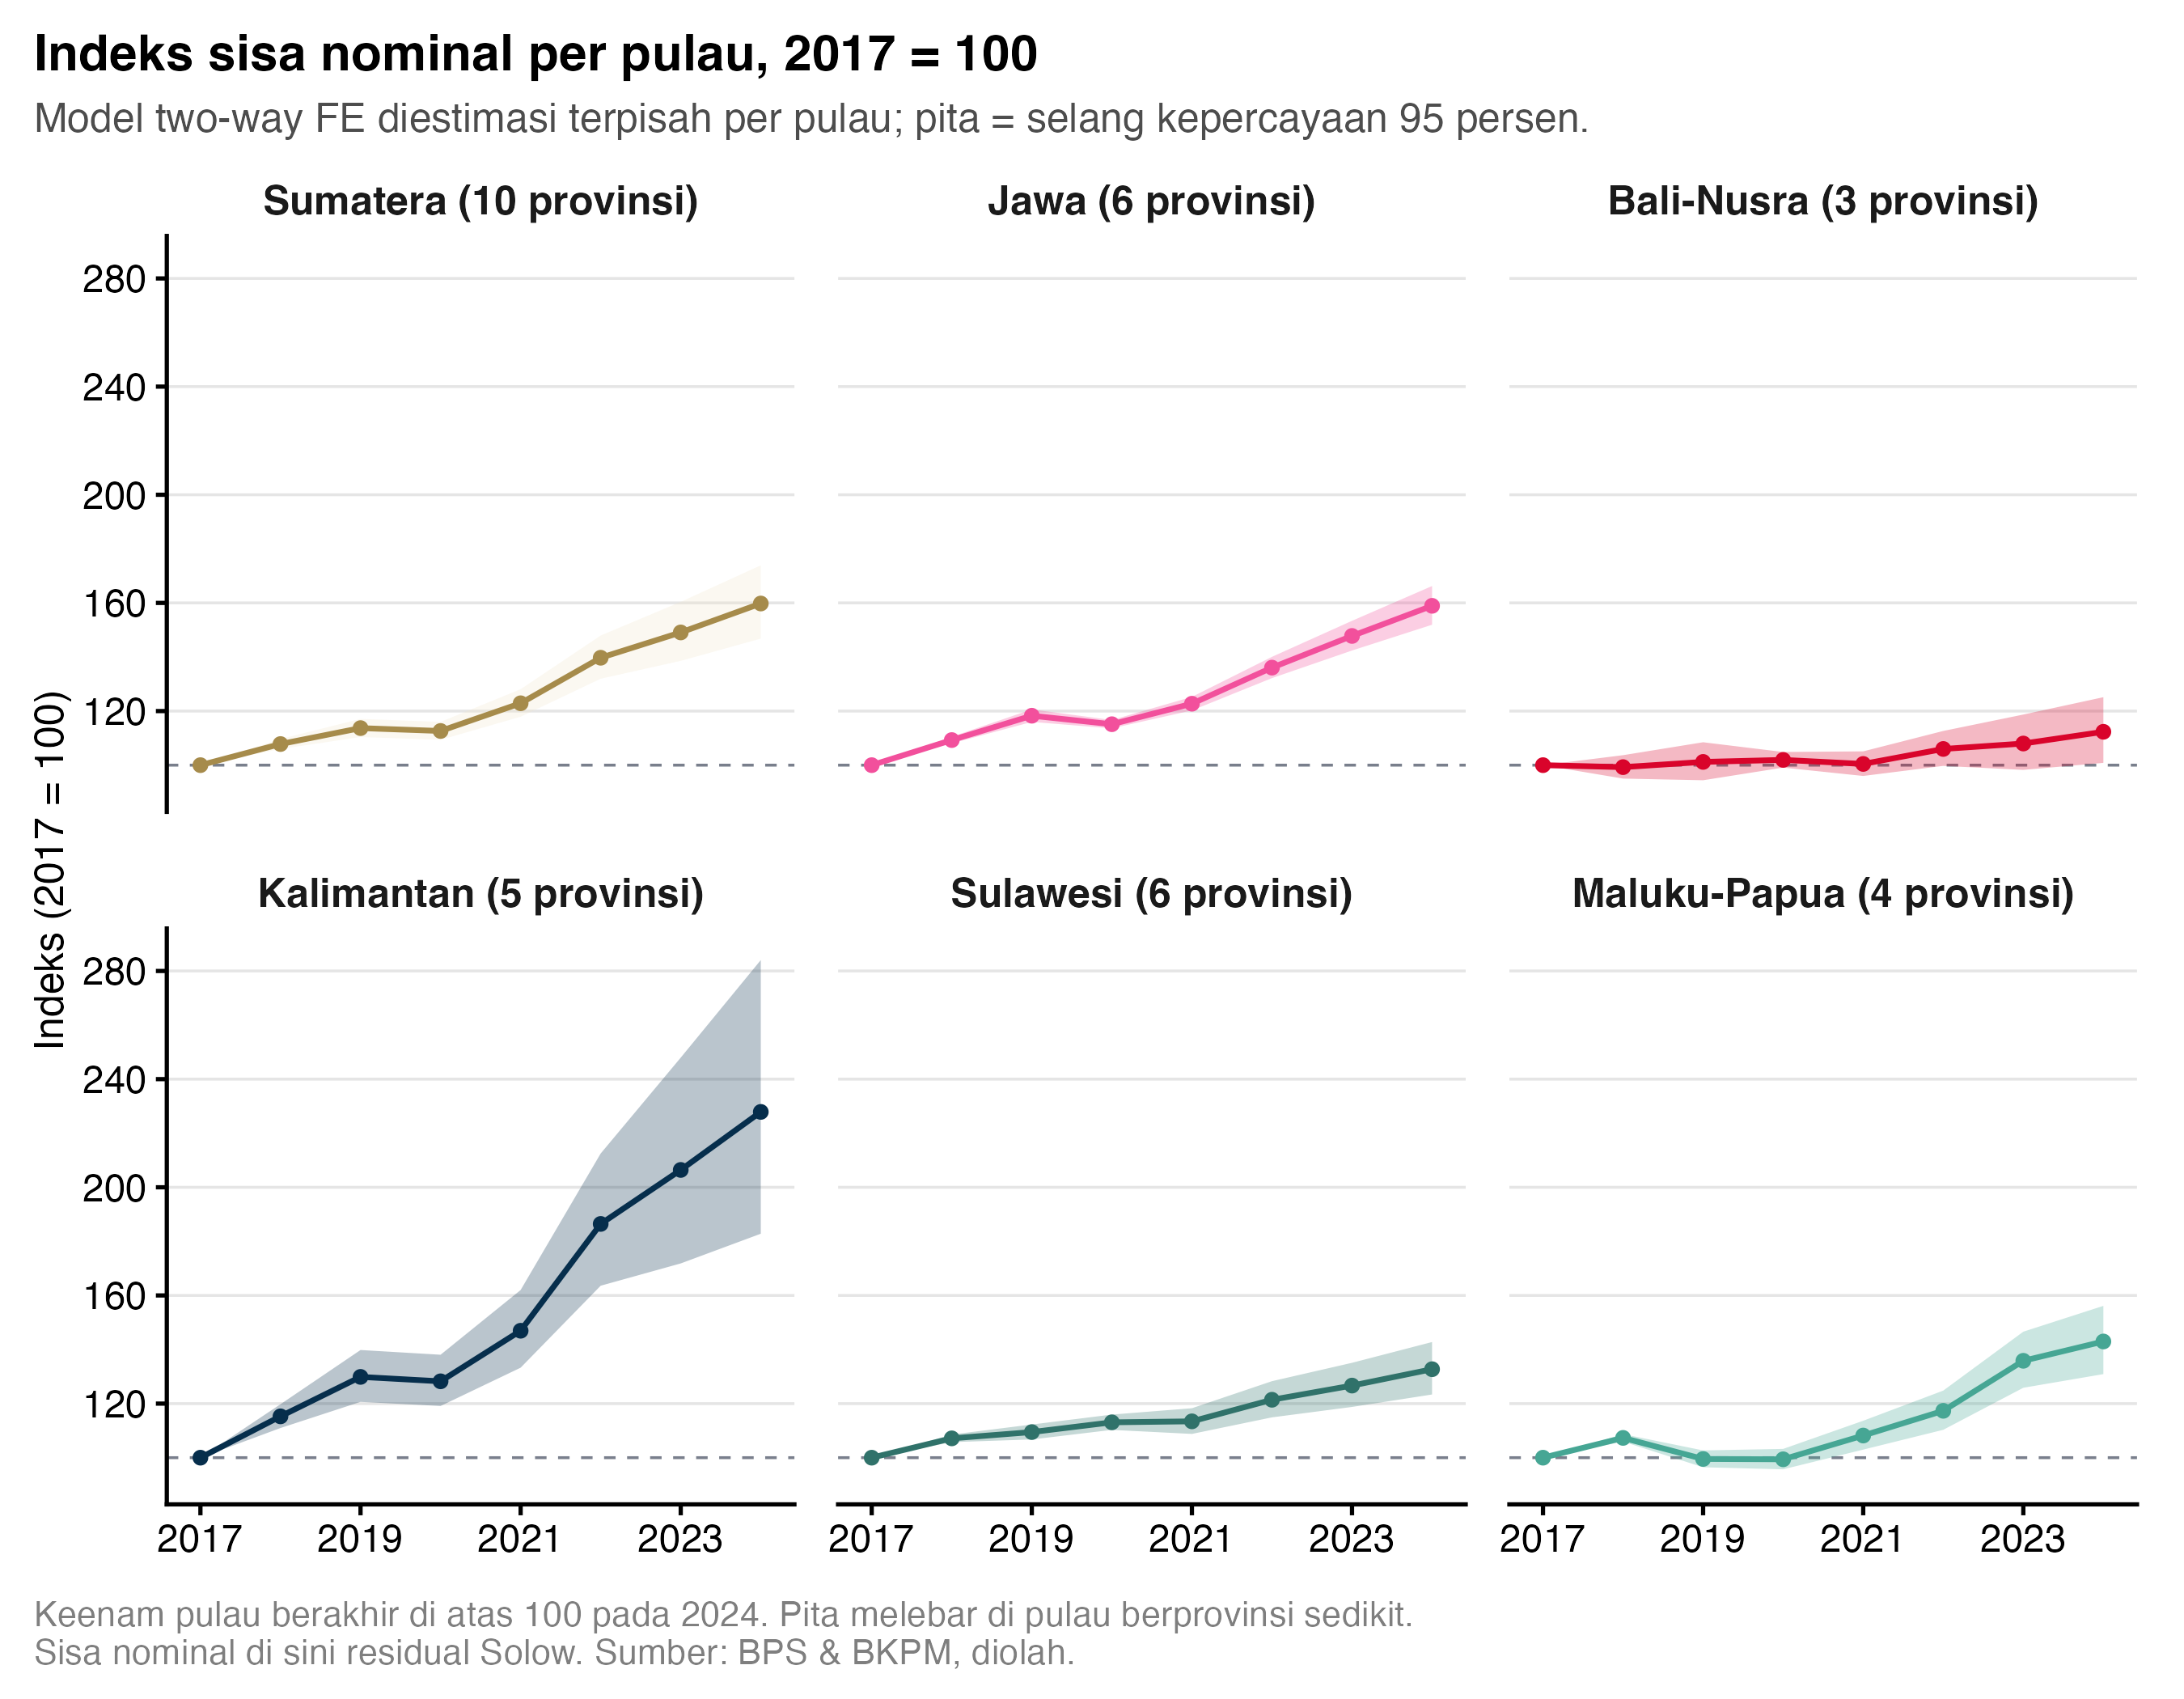 Indeks sisa nominal per pulau, 2017 = 100
Model two-way FE diestimasi terpisah per pulau; pita = selang kepercayaan 95 persen.
Indeks (2017 = 100)
Sumatera (10 provinsi)
Jawa (6 provinsi)
Bali-Nusra (3 provinsi)
280
240
200
160
120
Kalimantan (5 provinsi)
Sulawesi (6 provinsi)
Maluku-Papua (4 provinsi)
280
240
200
160
120
2017 2019 2021 2023
2017 2019 2021 2023
2017 2019 2021 2023
Keenam pulau berakhir di atas 100 pada 2024. Pita melebar di pulau berprovinsi sedikit.
Sisa nominal di sini residual Solow. Sumber: BPS & BKPM, diolah.